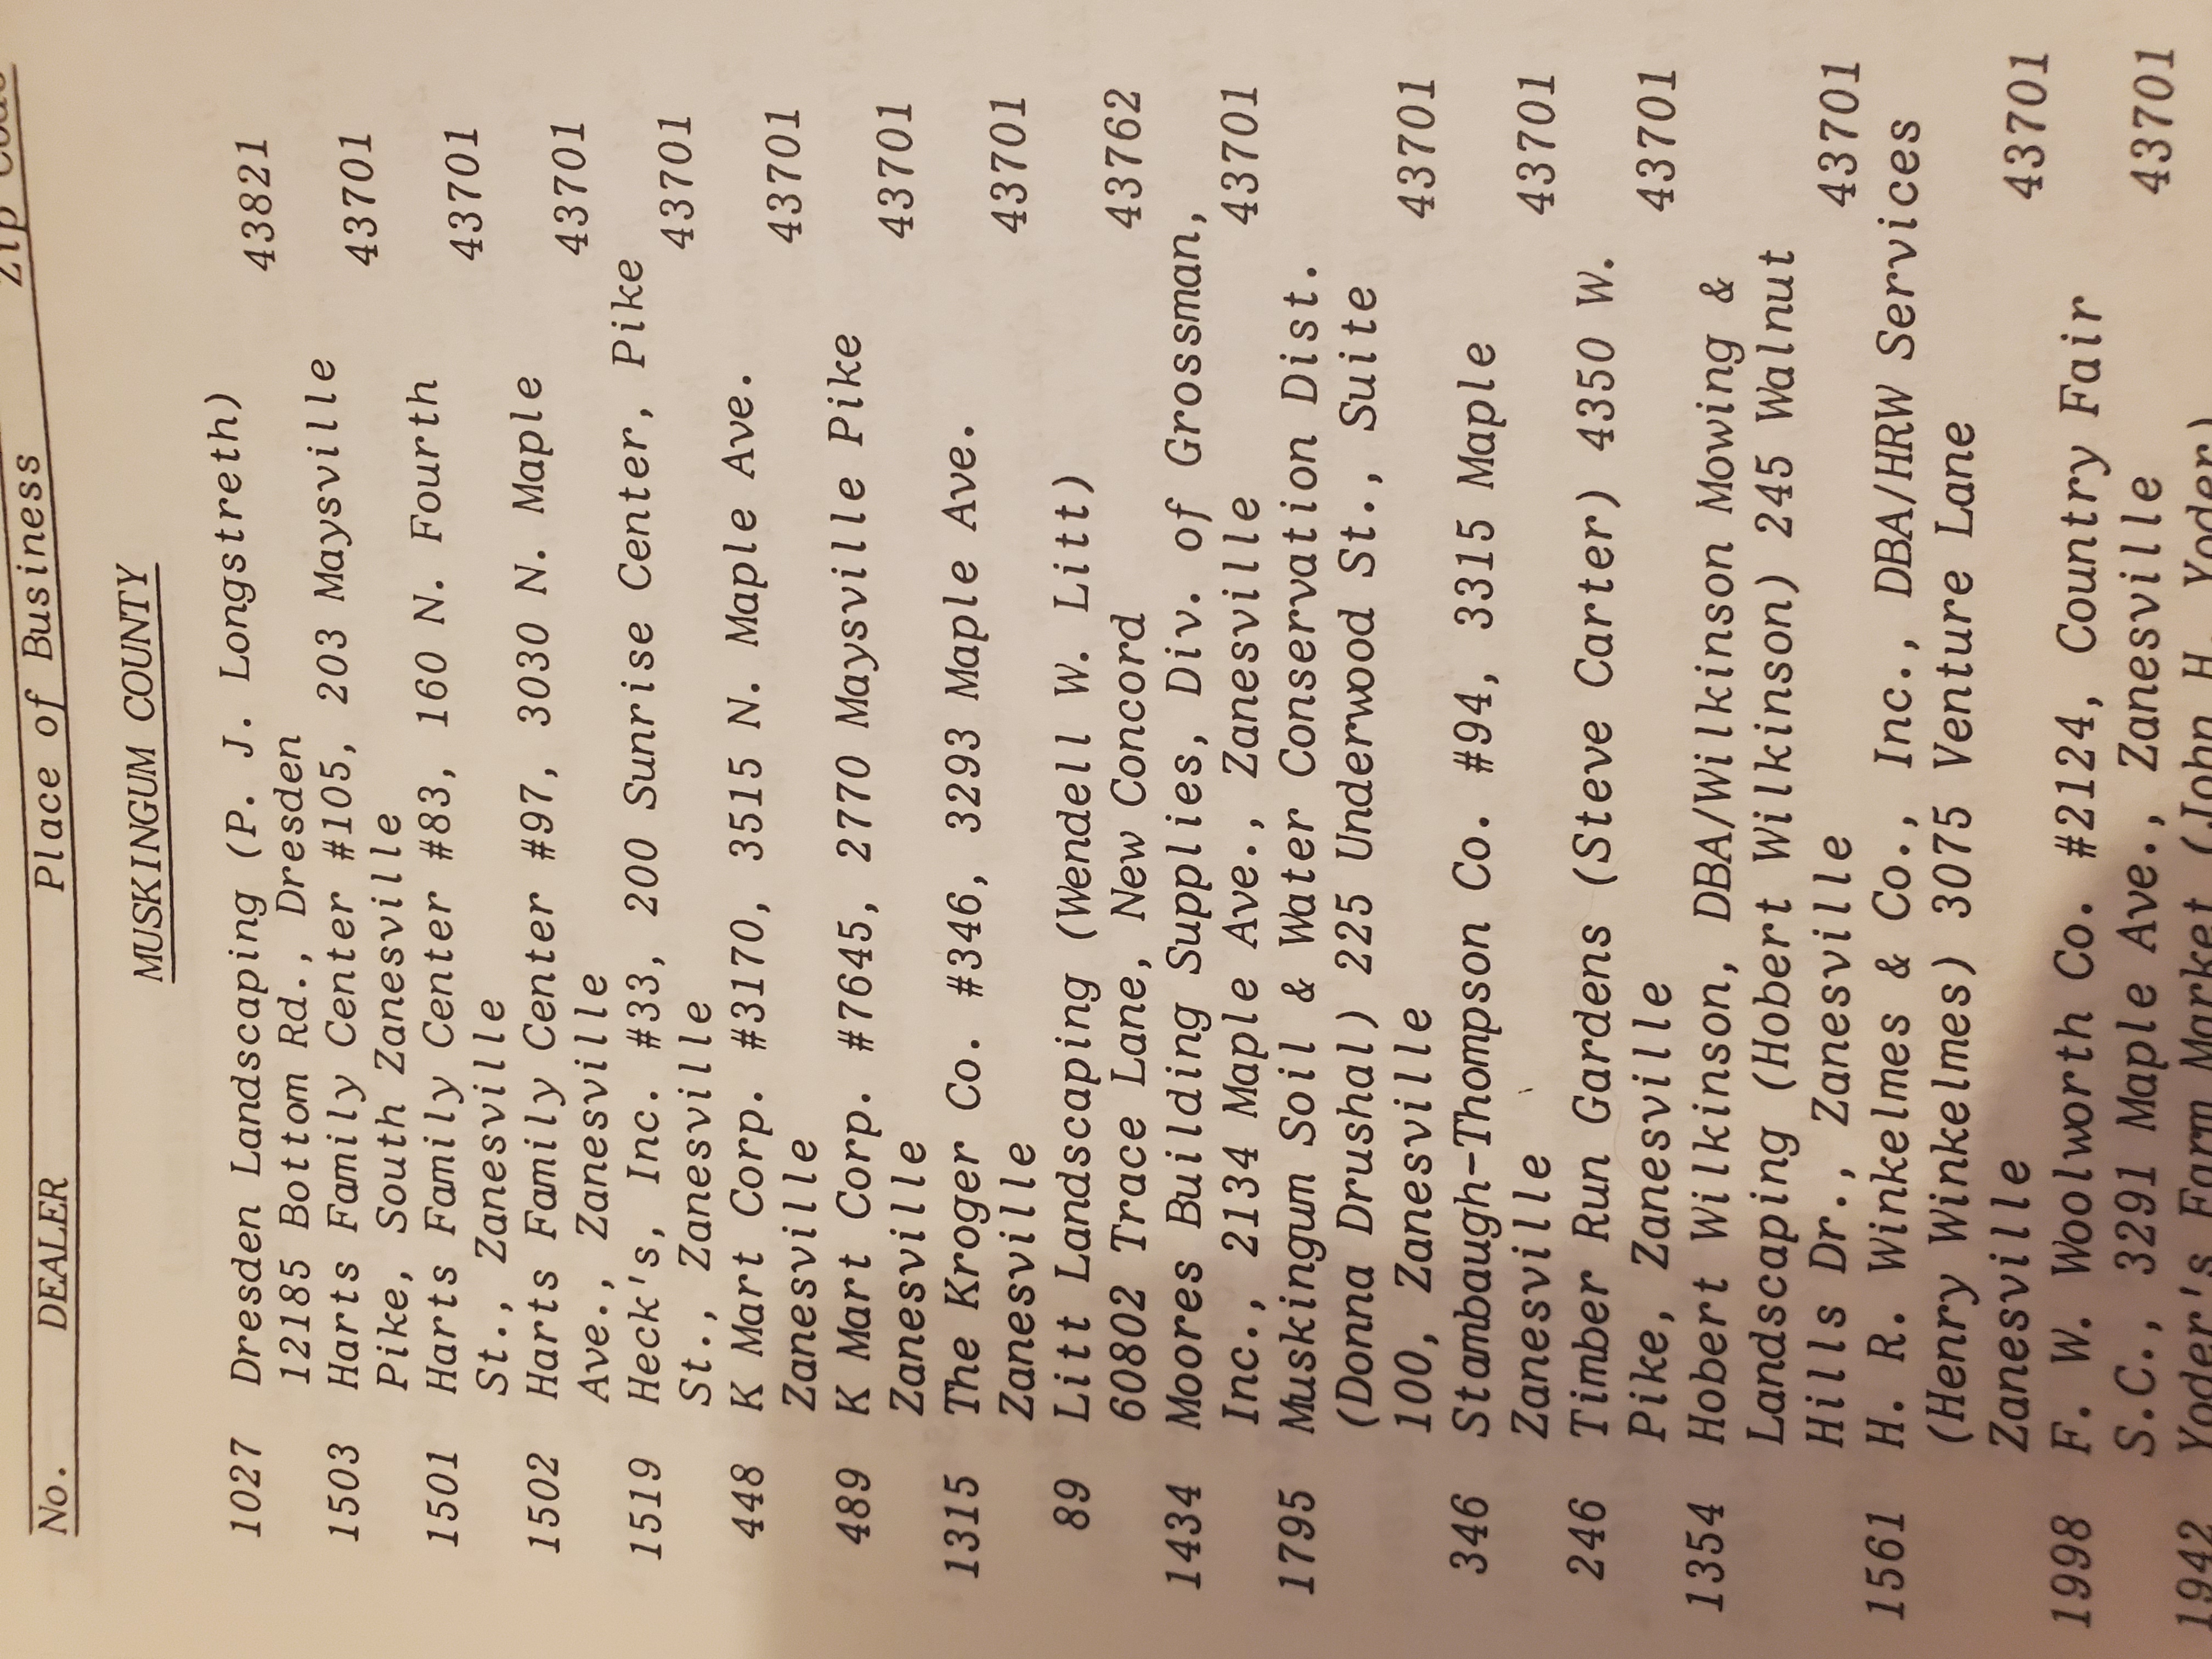 No. DEALER Place of Business Zip Code
MUSKINGUM COUNTY
1027 Dresden Landscaping (P. J. Longstreth)
12185 Bottom Rd., Dresden 43821
1503 Harts Family Center #105, 203 Maysville
Pike, South Zanesville 43701
1501 Harts Family Center #83, 160 N. Fourth
St., Zanesville 43701
1502 Harts Family Center #97, 3030 N. Maple
Ave., Zanesville 43701
1519 Heck's, Inc. #33, 200 Sunrise Center, Pike
St., Zanesville 43701
448 K Mart Corp. #3170, 3515 N. Maple Ave.
Zanesville 43701
489 K Mart Corp. #7645, 2770 Maysville Pike
Zanesville 43701
1315 The Kroger Co. #346, 3293 Maple Ave.
Zanesville 43701
89 Litt Landscaping (Wendell W. Litt)
60802 Trace Lane, New Concord 43762
1434 Moores Building Supplies, Div. of Grossman,
Inc., 2134 Maple Ave., Zanesville 43701
1795 Muskingum Soil & Water Conservation Dist.
(Donna Drushal) 225 Underwood St., Suite
100, Zanesville 43701
346 Stambaugh-Thompson Co. #94, 3315 Maple
Zanesville 43701
246 Timber Run Gardens (Steve Carter) 4350 W.
Pike, Zanesville 43701
1354 Hobert Wilkinson, DBA/Wilkinson Mowing &
Landscaping (Hobert Wilkinson) 245 Walnut
Hills Dr., Zanesville 43701
1561 H. R. Winkelmes & Co., Inc., DBA/HRW Services
(Henry Winkelmes) 3075 Venture Lane
Zanesville 43701
1998 F. W. Woolworth Co. #2124, Country Fair
S.C., 3291 Maple Ave., Zanesville 43701
1942 Yoder's Farm Market (John H. Yoder)